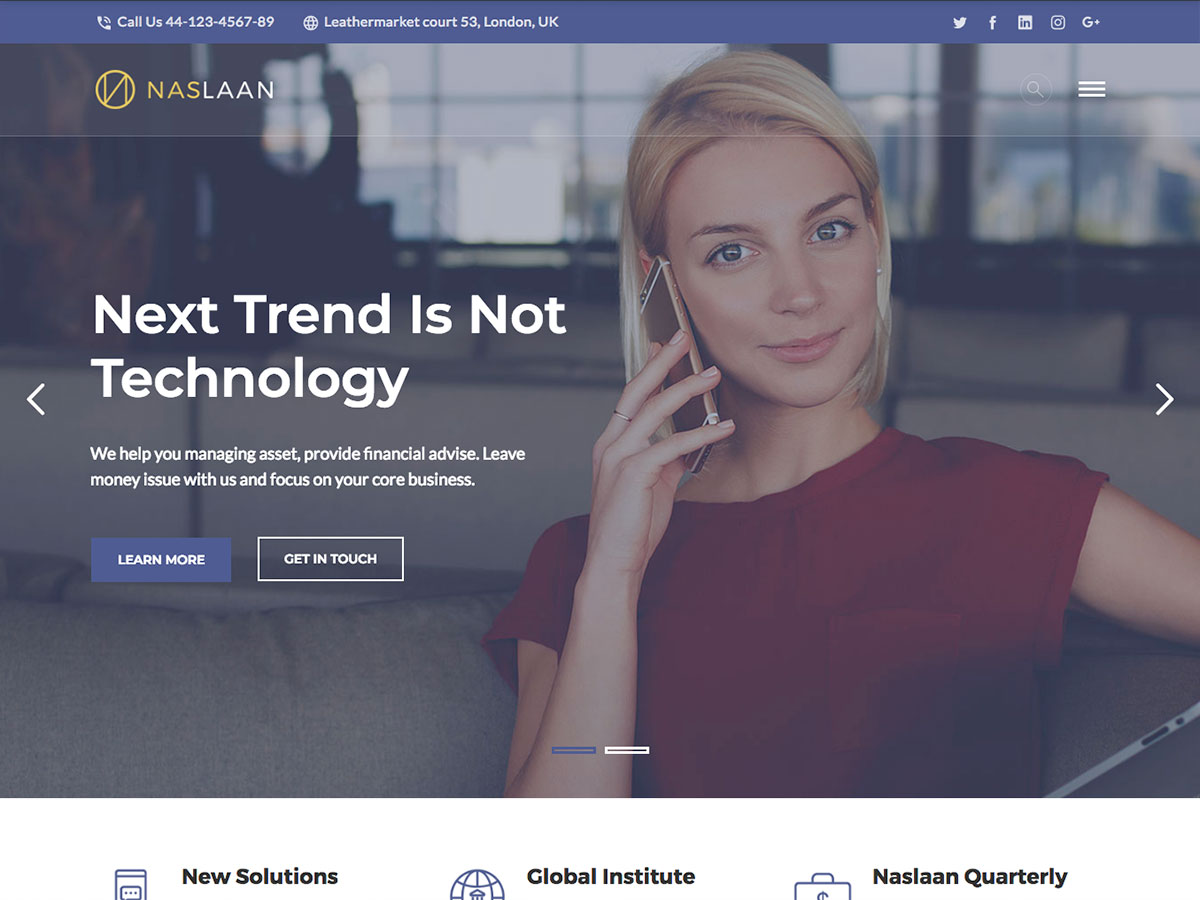 Call Us 44-123-4567-89
Leathermarket court 53, London, UK
NASLAAN
Next Trend Is Not
Technology
We help you managing asset, provide financial advise. Leave
money issue with us and focus on your core business.
LEARN MORE
GET IN TOUCH
New Solutions
Global Institute
Naslaan Quarterly